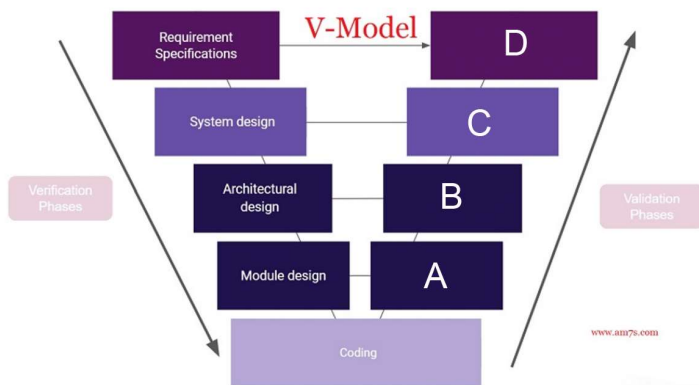 V-Model
Requirement
Specifications
D
System design
C
Verification
Phases
Architectural
design
B
Validation
Phases
Module design
A
www.am7s.com
Coding